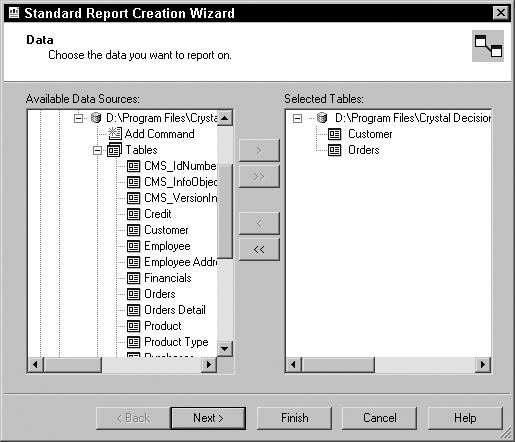 Standard Report Creation Wizard
Data
Choose the data you want to report on.
Available Data Sources:
Selected Tables:
D:\Program Files\Crysta
Add Command
Tables
CMS_IdNumbe
CMS_InfoObjec
CMS_VersionIn
Credit
Customer
Employee
Employee Addre
Financials
Orders
Orders Detail
Product
Product Type
Purchases
>
>>
<
<<
D:\Program Files\Crystal Decision
Customer
Orders
< Back
Next >
Finish
Cancel
Help